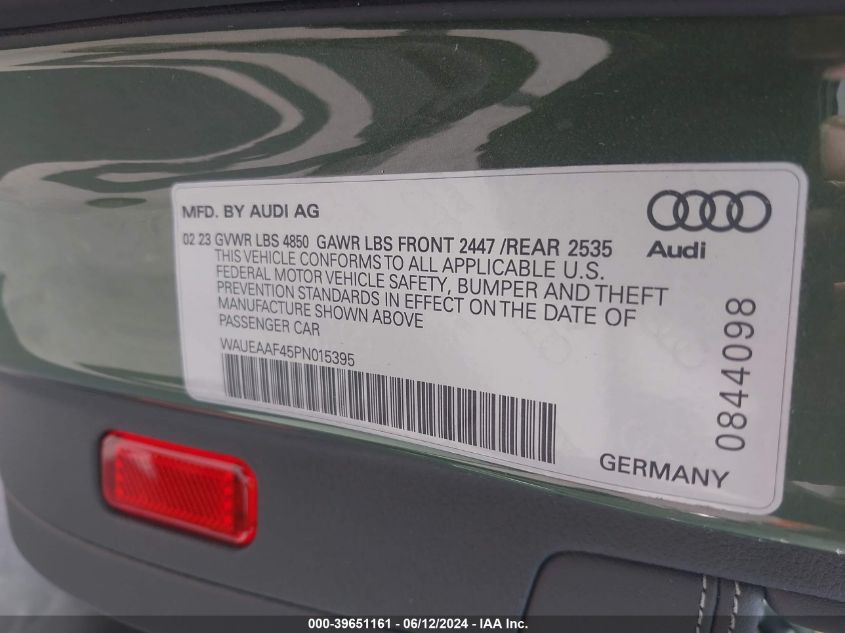 MFD. BY AUDI AG
Audi
02 23 GVWR LBS 4850 GAWR LBS FRONT 2447 /REAR 2535
THIS VEHICLE CONFORMS TO ALL APPLICABLE U.S.
FEDERAL MOTOR VEHICLE SAFETY, BUMPER AND THEFT
PREVENTION STANDARDS IN EFFECT ON THE DATE OF
MANUFACTURE SHOWN ABOVE
PASSENGER CAR
WAUEAAF45PN015395
0844098
GERMANY
000-39651161 - 06/12/2024 - IAA Inc.